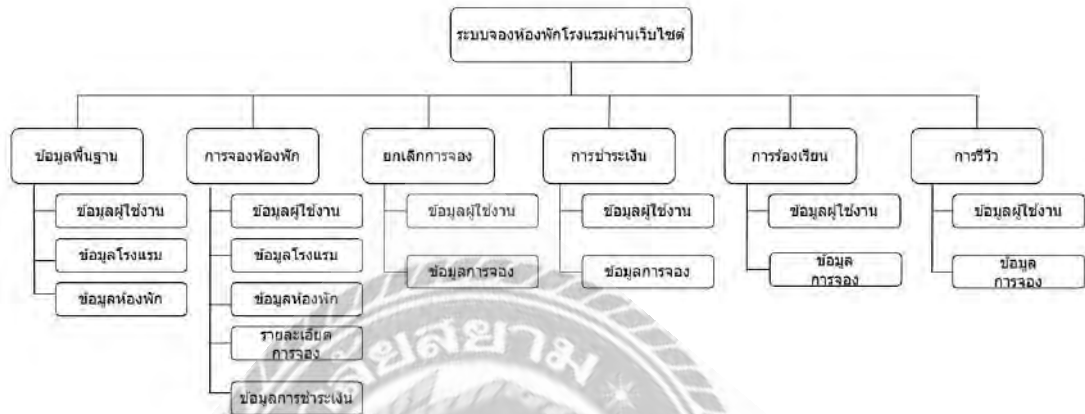 ระบบจองห้องพักโรงแรมผ่านเว็บไซต์
ข้อมูลพื้นฐาน
ข้อมูลผู้ใช้งาน
ข้อมูลโรงแรม
ข้อมูลห้องพัก
การจองห้องพัก
ข้อมูลผู้ใช้งาน
ข้อมูลโรงแรม
ข้อมูลห้องพัก
รายละเอียด
การจอง
ข้อมูลการชำระเงิน
ยกเลิกการจอง
ข้อมูลผู้ใช้งาน
ข้อมูลการจอง
การชำระเงิน
ข้อมูลผู้ใช้งาน
ข้อมูลการจอง
การร้องเรียน
ข้อมูลผู้ใช้งาน
ข้อมูล
การจอง
การรีวิว
ข้อมูลผู้ใช้งาน
ข้อมูล
การจอง
ลัยสยาม